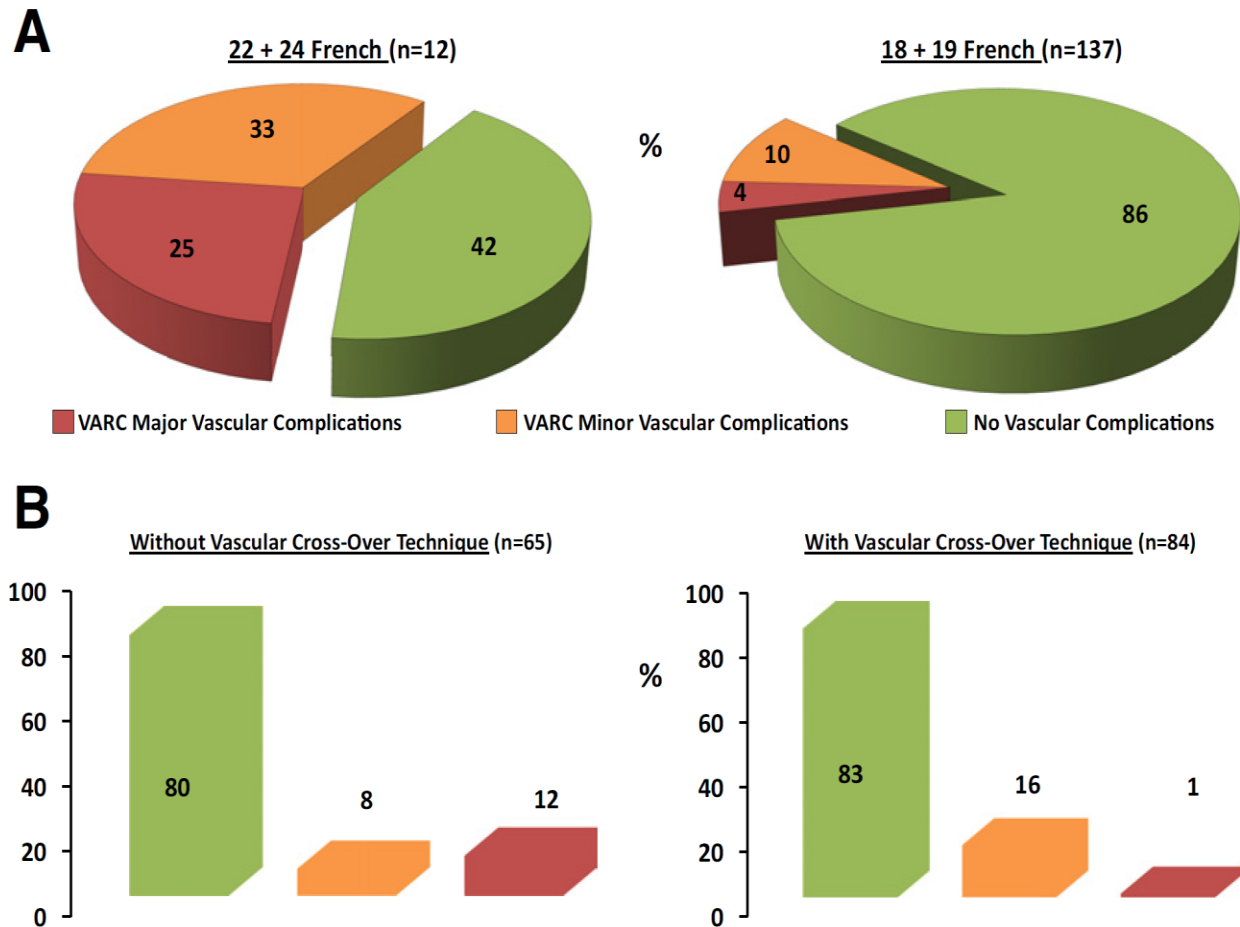 A
22 + 24 French (n=12)
18 + 19 French (n=137)
33
25
42
%
10
4
86
VARC Major Vascular Complications
VARC Minor Vascular Complications
No Vascular Complications
B
Without Vascular Cross-Over Technique (n=65)
With Vascular Cross-Over Technique (n=84)
100
80
60
40
20
0
80
8
12
%
100
80
60
40
20
0
83
16
1